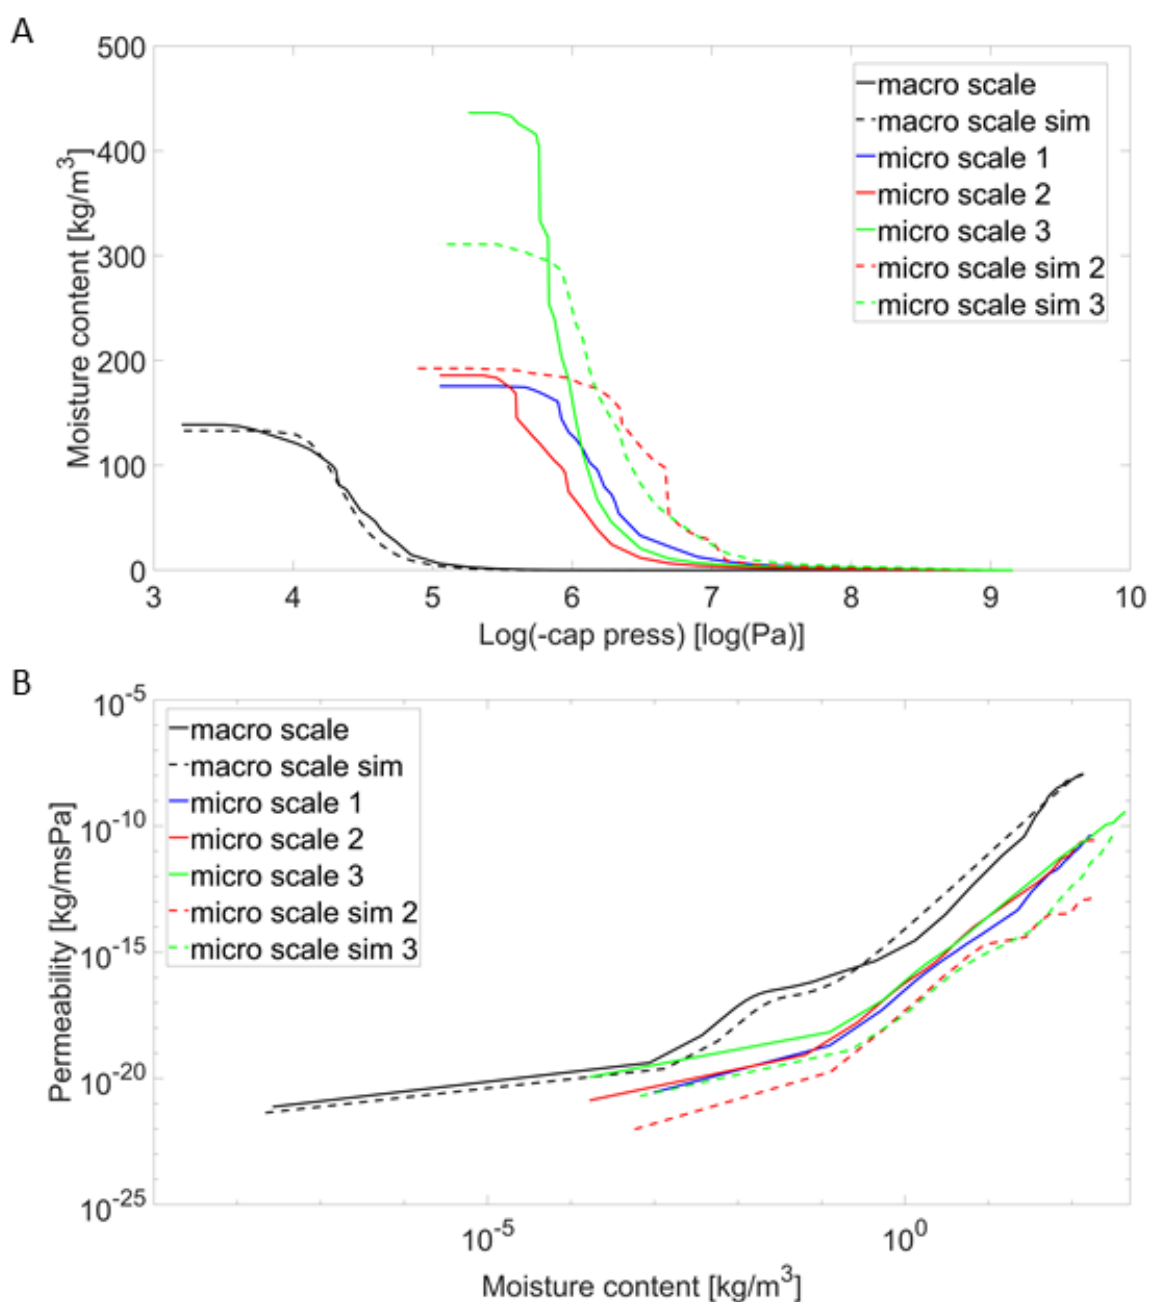 A
500
400
300
200
100
0
Moisture content [kg/m³]
macro scale
macro scale sim
micro scale 1
micro scale 2
micro scale 3
micro scale sim 2
micro scale sim 3
3 4 5 6 7 8 9 10
Log(-cap press) [log(Pa)]
B
10⁻⁵
10⁻¹⁰
10⁻¹⁵
10⁻²⁰
10⁻²⁵
Permeability [kg/msPa]
macro scale
macro scale sim
micro scale 1
micro scale 2
micro scale 3
micro scale sim 2
micro scale sim 3
10⁻⁵ 10⁰
Moisture content [kg/m³]